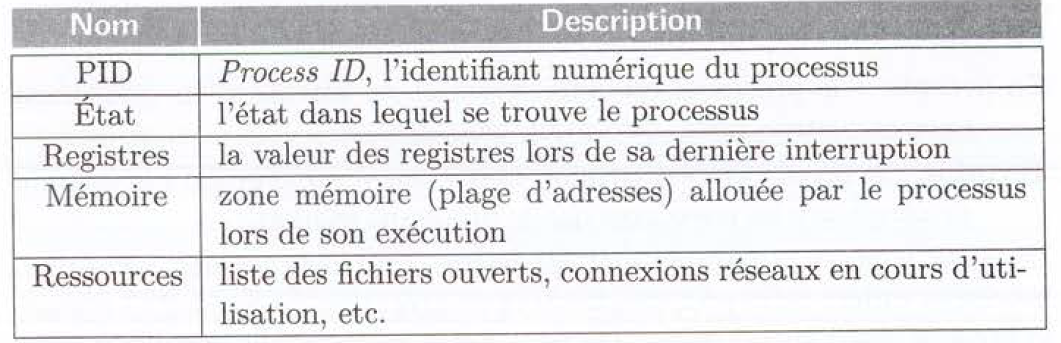 Nom Description
PID Process ID, l'identifiant numérique du processus
État l'état dans lequel se trouve le processus
Registres la valeur des registres lors de sa dernière interruption
Mémoire zone mémoire (plage d'adresses) allouée par le processus
lors de son exécution
Ressources liste des fichiers ouverts, connexions réseaux en cours d'uti-
lisation, etc.